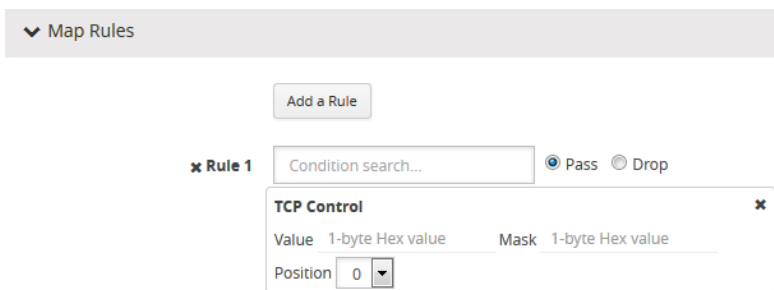 Map Rules
Add a Rule
Rule 1 Condition search... Pass Drop
TCP Control
Value 1-byte Hex value Mask 1-byte Hex value
Position 0